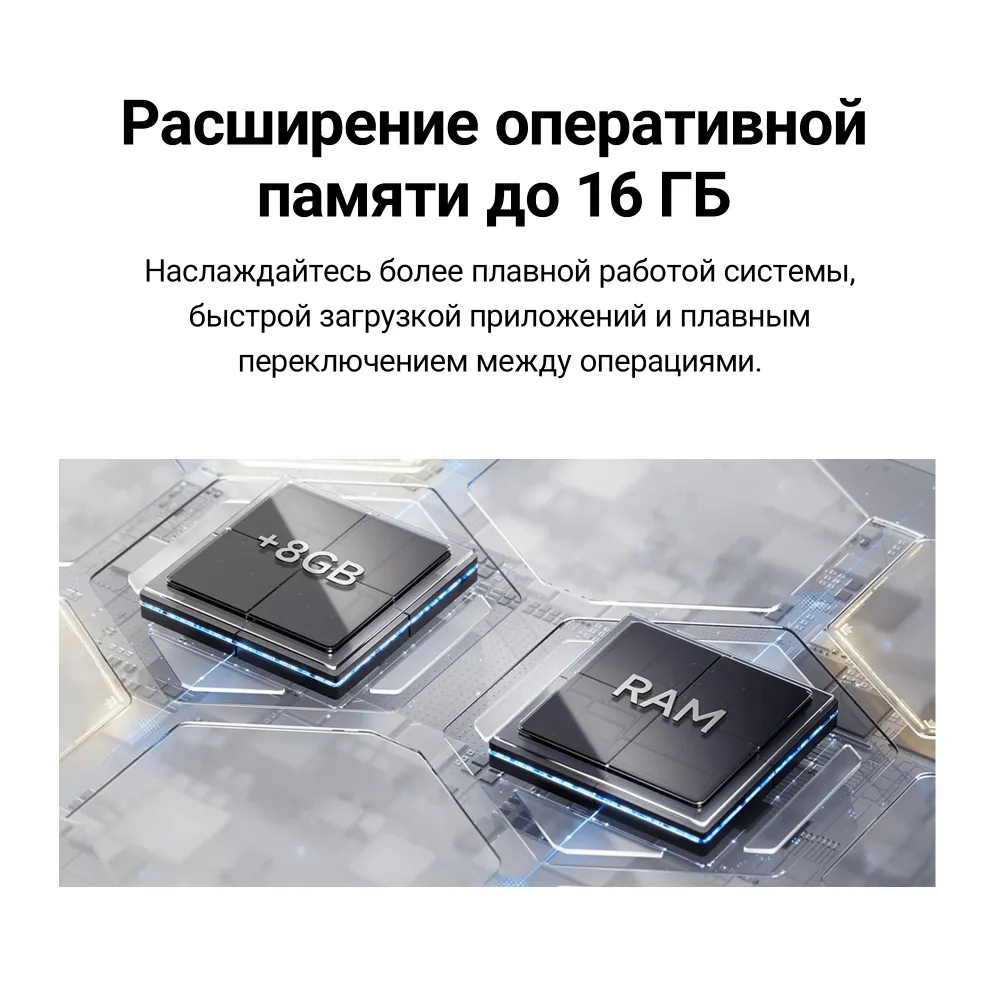 Расширение оперативной
памяти до 16 ГБ
Наслаждайтесь более плавной работой системы,
быстрой загрузкой приложений и плавным
переключением между операциями.
+8GB
RAM